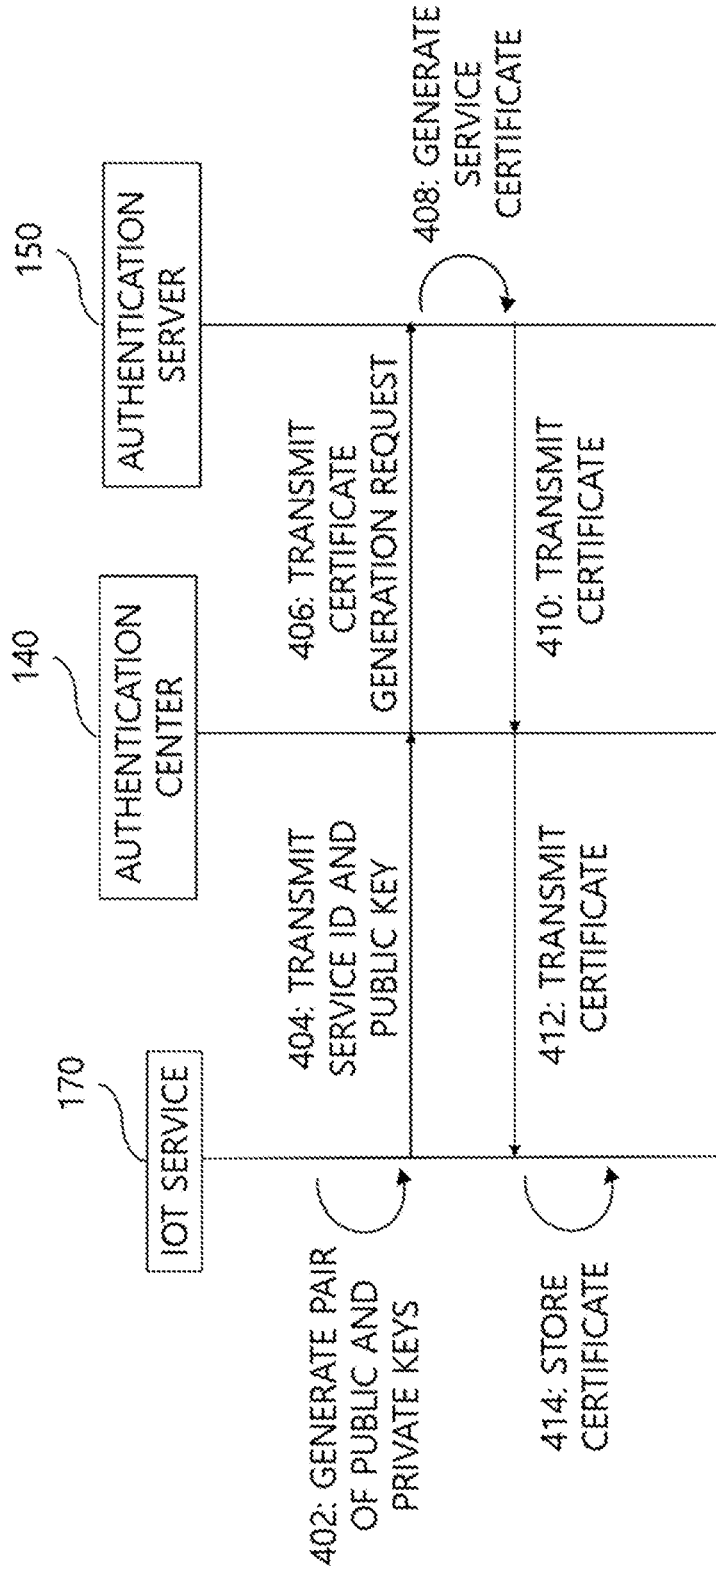 170
IOT SERVICE
140
AUTHENTICATION
CENTER
150
AUTHENTICATION
SERVER
402: GENERATE PAIR
OF PUBLIC AND
PRIVATE KEYS
404: TRANSMIT
SERVICE ID AND
PUBLIC KEY
406: TRANSMIT
CERTIFICATE
GENERATION REQUEST
408: GENERATE
SERVICE
CERTIFICATE
410: TRANSMIT
CERTIFICATE
412: TRANSMIT
CERTIFICATE
414: STORE
CERTIFICATE